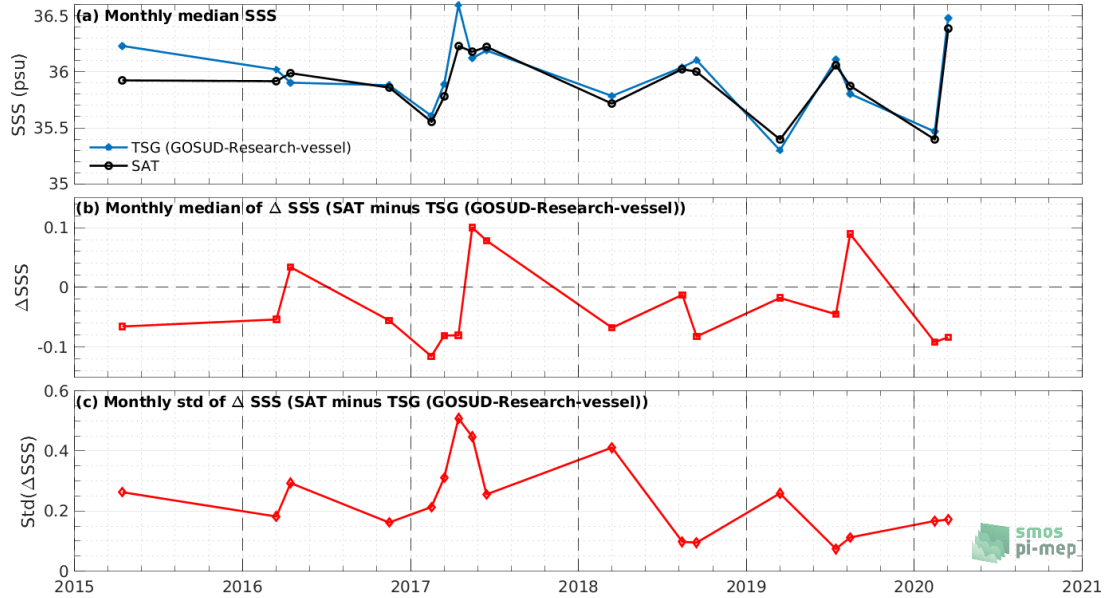 (a) Monthly median SSS
36.5
36
35.5
35
SSS (psu)
TSG (GOSUD-Research-vessel)
SAT
(b) Monthly median of Δ SSS (SAT minus TSG (GOSUD-Research-vessel))
0.1
0
-0.1
ΔSSS
(c) Monthly std of Δ SSS (SAT minus TSG (GOSUD-Research-vessel))
0.6
0.4
0.2
0
Std(ΔSSS)
smos
pi-mep
2015 2016 2017 2018 2019 2020 2021